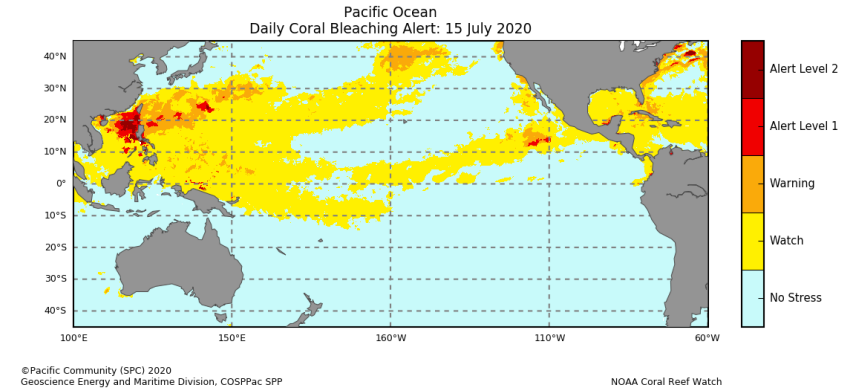 Pacific Ocean
Daily Coral Bleaching Alert: 15 July 2020
40°N
30°N
20°N
10°N
0°
10°S
20°S
30°S
40°S
100°E
150°E
160°W
110°W
60°W
Alert Level 2
Alert Level 1
Warning
Watch
No Stress
©Pacific Community (SPC) 2020
Geoscience Energy and Maritime Division, COSPPac SPP
NOAA Coral Reef Watch